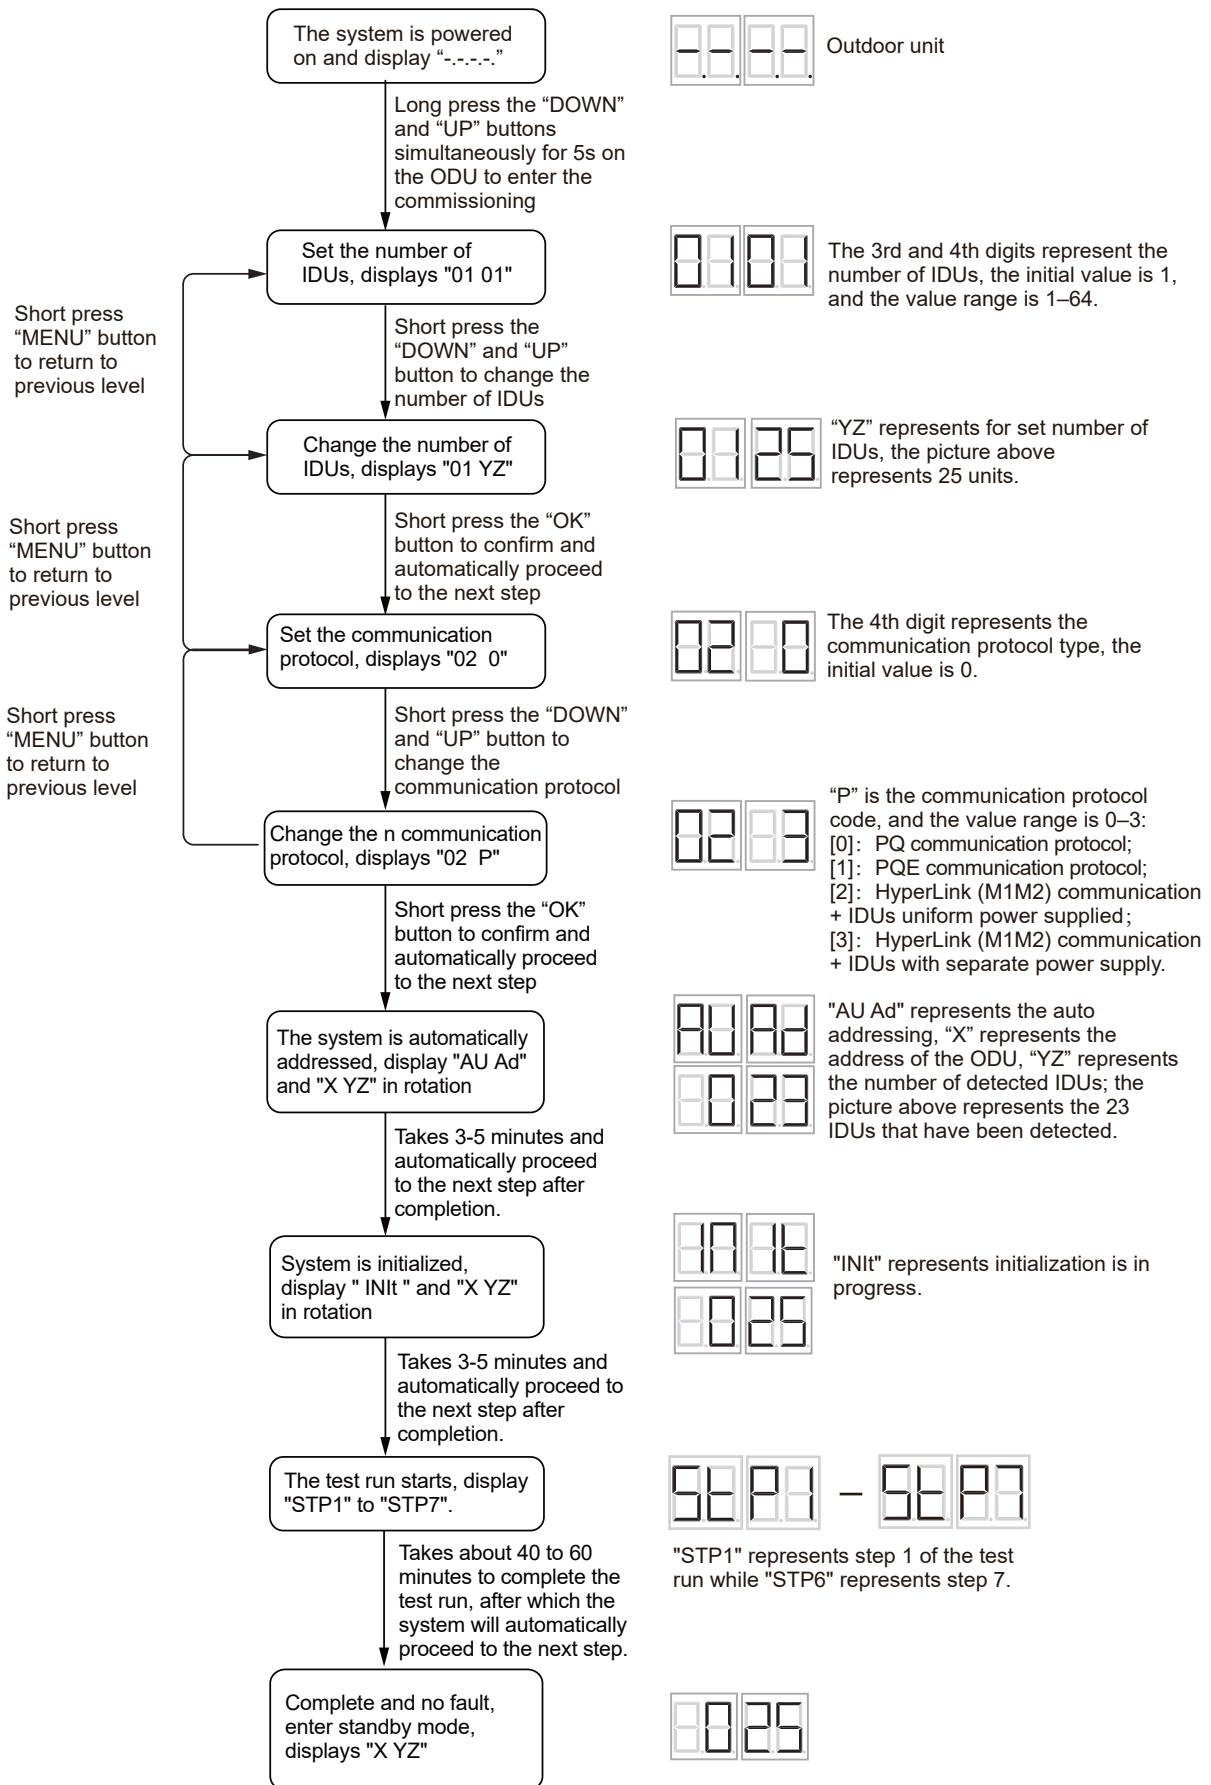 The system is powered
on and display “-.-.-.-.”
Outdoor unit
Long press the “DOWN”
and “UP” buttons
simultaneously for 5s on
the ODU to enter the
commissioning
Set the number of
IDUs, displays "01 01"
0101
The 3rd and 4th digits represent the
number of IDUs, the initial value is 1,
and the value range is 1–64.
Short press
“MENU” button
to return to
previous level
Short press the
“DOWN” and “UP”
button to change the
number of IDUs
Change the number of
IDUs, displays "01 YZ"
0125
“YZ” represents for set number of
IDUs, the picture above
represents 25 units.
Short press
“MENU” button
to return to
previous level
Short press the “OK”
button to confirm and
automatically proceed
to the next step
Set the communication
protocol, displays "02  0"
02 0
The 4th digit represents the
communication protocol type, the
initial value is 0.
Short press
“MENU” button
to return to
previous level
Short press the “DOWN”
and “UP” button to
change the
communication protocol
Change the n communication
protocol, displays "02  P"
02 3
“P” is the communication protocol
code, and the value range is 0–3:
[0]: PQ communication protocol;
[1]: PQE communication protocol;
[2]: HyperLink (M1M2) communication
+ IDUs uniform power supplied;
[3]: HyperLink (M1M2) communication
+ IDUs with separate power supply.
Short press the “OK”
button to confirm and
automatically proceed
to the next step
The system is automatically
addressed, display "AU Ad"
and "X YZ" in rotation
AU Ad
023
"AU Ad" represents the auto
addressing, “X” represents the
address of the ODU, “YZ” represents
the number of detected IDUs; the
picture above represents the 23
IDUs that have been detected.
Takes 3-5 minutes and
automatically proceed
to the next step after
completion.
System is initialized,
display " INIt " and "X YZ"
in rotation
INIt
025
"INIt" represents initialization is in
progress.
Takes 3-5 minutes and
automatically proceed to
the next step after
completion.
The test run starts, display
"STP1" to "STP7".
StP1 – StP7
"STP1" represents step 1 of the test
run while "STP6" represents step 7.
Takes about 40 to 60
minutes to complete the
test run, after which the
system will automatically
proceed to the next step.
Complete and no fault,
enter standby mode,
displays "X YZ"
025